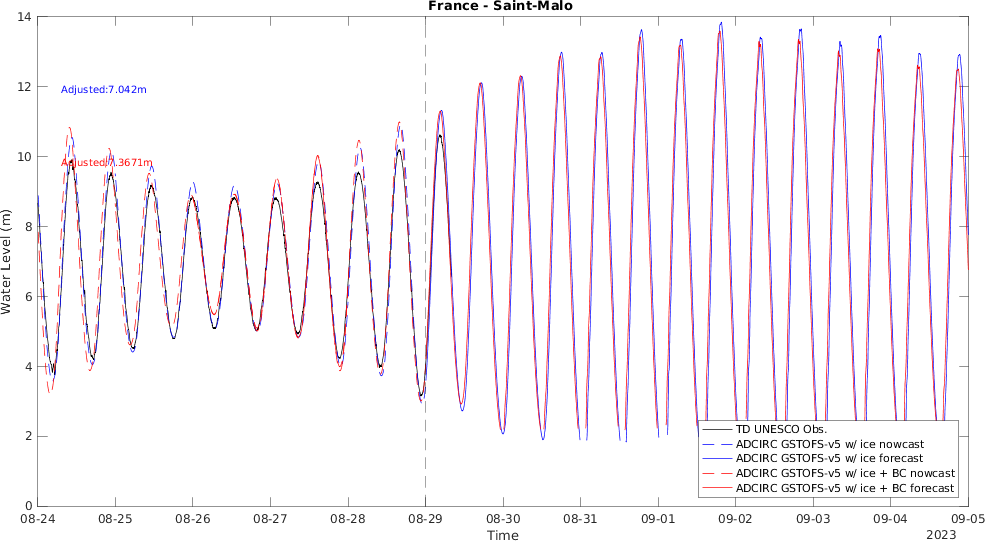 France - Saint-Malo
14
12
10
8
6
4
2
0
Water Level (m)
Adjusted:7.042m
Adjusted:7.3671m
TD UNESCO Obs.
ADCIRC GSTOFS-v5 w/ ice nowcast
ADCIRC GSTOFS-v5 w/ ice forecast
ADCIRC GSTOFS-v5 w/ ice + BC nowcast
ADCIRC GSTOFS-v5 w/ ice + BC forecast
08-24 08-25 08-26 08-27 08-28 08-29 08-30 08-31 09-01 09-02 09-03 09-04 09-05
Time
2023